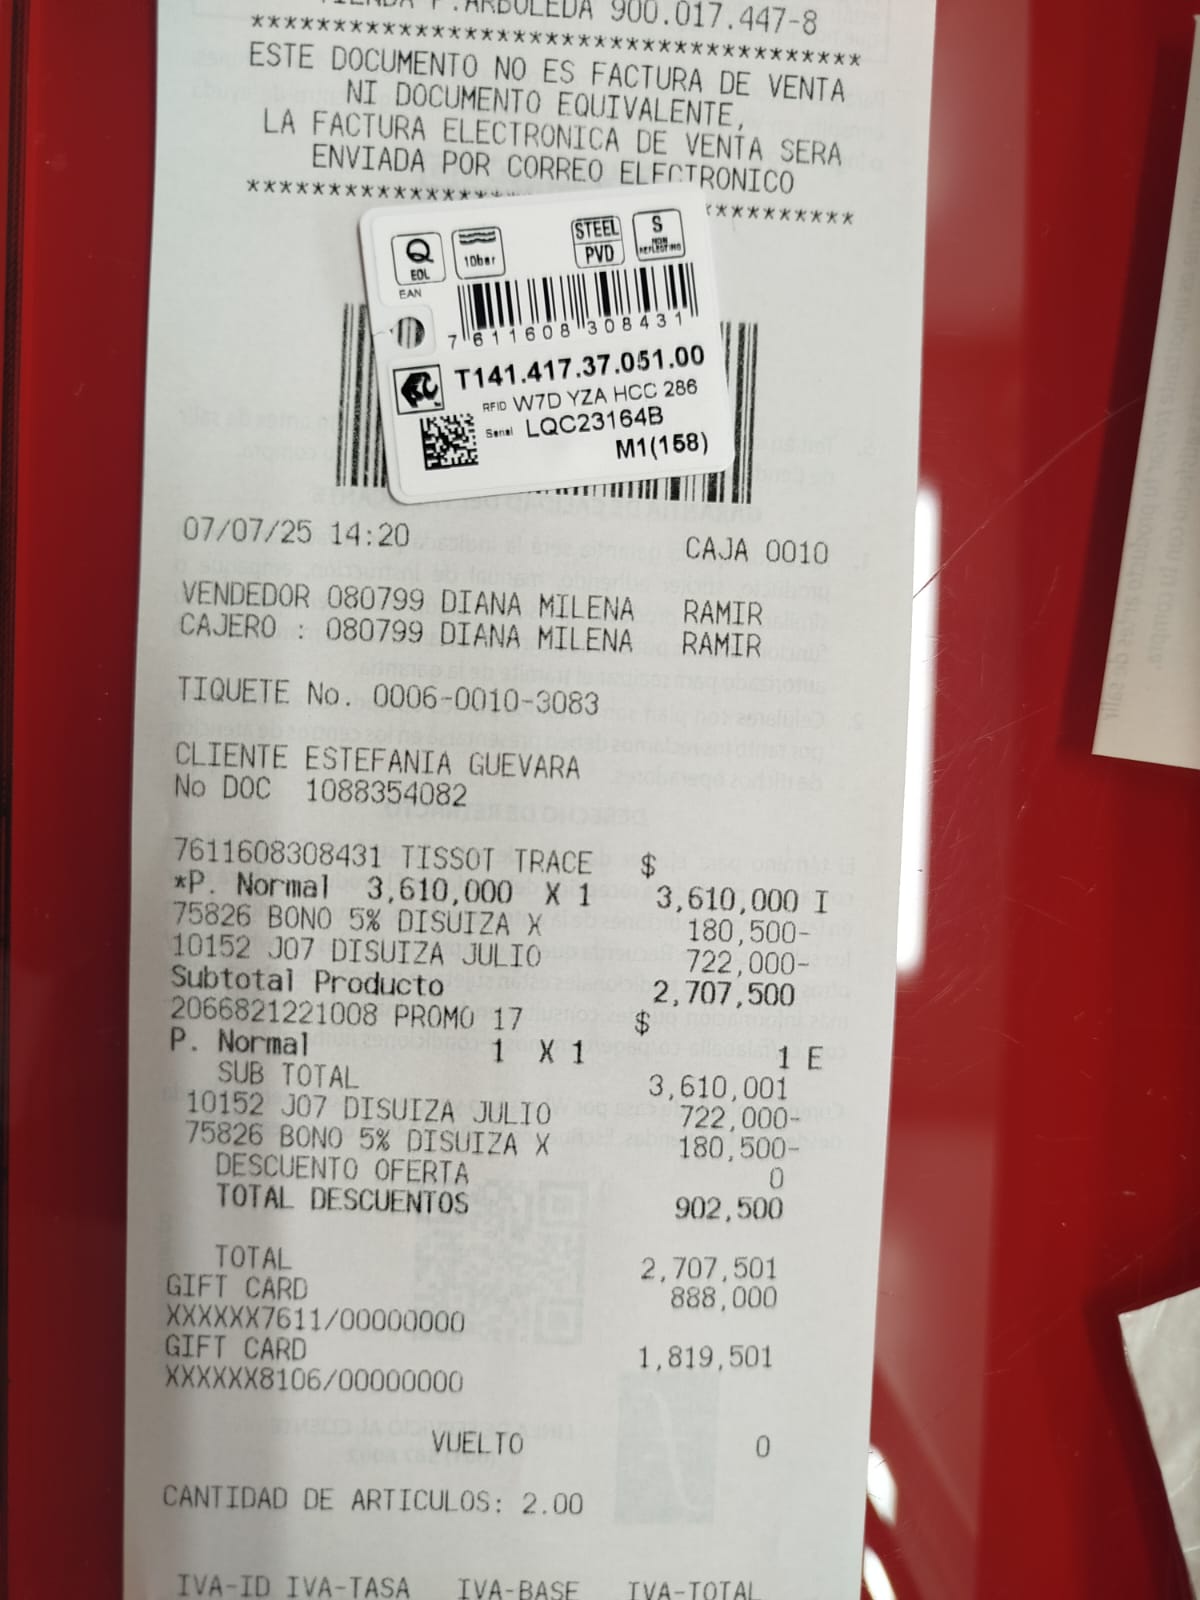 TIENDA P.ARBOLEDA 900.017.447-8
**************************************
ESTE DOCUMENTO NO ES FACTURA DE VENTA
NI DOCUMENTO EQUIVALENTE,
LA FACTURA ELECTRONICA DE VENTA SERA
ENVIADA POR CORREO ELECTRONICO
**************************************
Q EOL
10bar
STEEL PVD
S NON REFLECTING
EAN
7 611608 308431
T141.417.37.051.00
RFID W7D YZA HCC 286
Serial LQC23164B
M1(158)
07/07/25 14:20 CAJA 0010
VENDEDOR 080799 DIANA MILENA RAMIR
CAJERO : 080799 DIANA MILENA RAMIR
TIQUETE No. 0006-0010-3083
CLIENTE ESTEFANIA GUEVARA
No DOC 1088354082
7611608308431 TISSOT TRACE $
*P. Normal 3,610,000 X 1 3,610,000 I
75826 BONO 5% DISUIZA X 180,500-
10152 J07 DISUIZA JULIO 722,000-
Subtotal Producto 2,707,500
2066821221008 PROMO 17 $
P. Normal 1 X 1 1 E
SUB TOTAL 3,610,001
10152 J07 DISUIZA JULIO 722,000-
75826 BONO 5% DISUIZA X 180,500-
DESCUENTO OFERTA 0
TOTAL DESCUENTOS 902,500
TOTAL 2,707,501
GIFT CARD 888,000
XXXXXX7611/00000000
GIFT CARD 1,819,501
XXXXXX8106/00000000
VUELTO 0
CANTIDAD DE ARTICULOS: 2.00
IVA-ID IVA-TASA IVA-BASE IVA-TOTAL